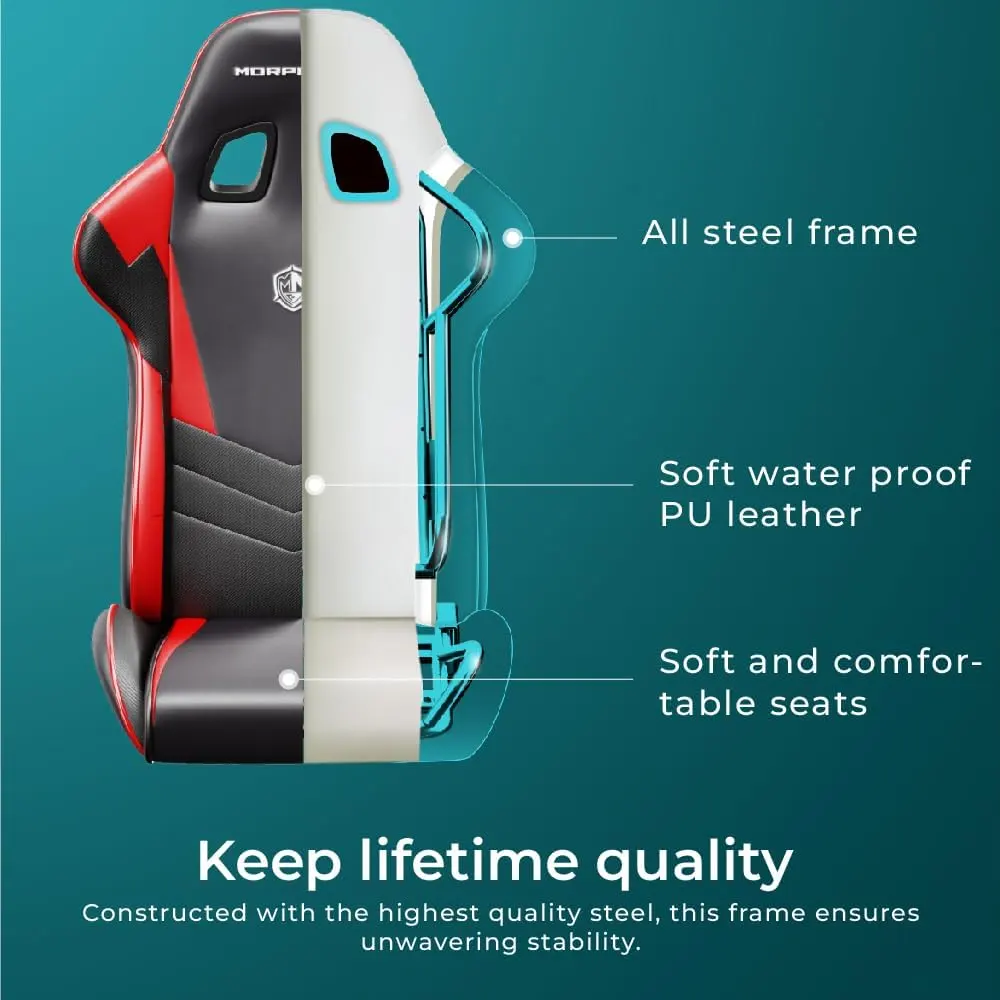 MORP
All steel frame
Soft water proof
PU leather
Soft and comfor-
table seats
Keep lifetime quality
Constructed with the highest quality steel, this frame ensures
unwavering stability.